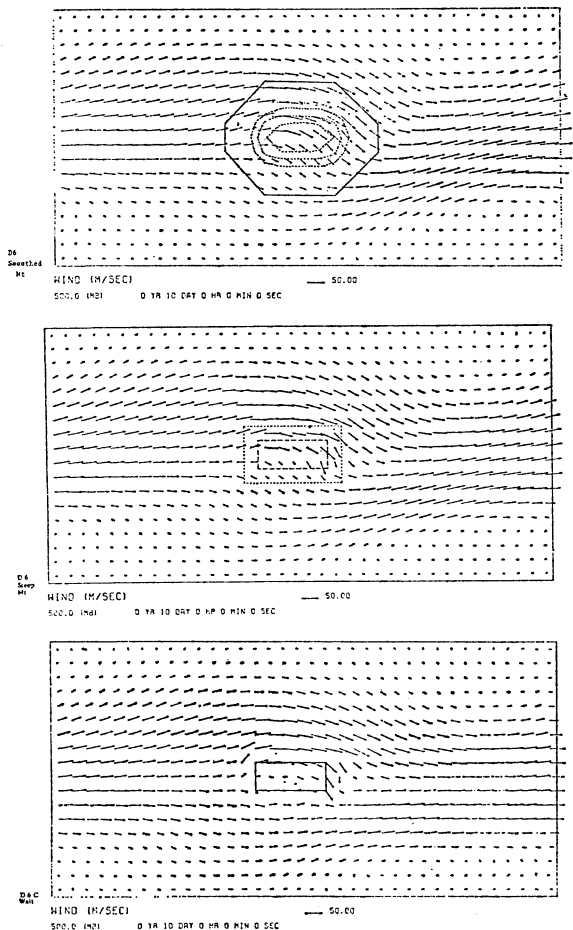 D6
Smoothed
Mt
WIND (M/SEC) 50.00
500.0 (MB) 0 YR 10 DAY 0 HR 0 MIN 0 SEC
D6
Steep
Mt
WIND (M/SEC) 50.00
500.0 (MB) 0 YR 10 DAY 0 HR 0 MIN 0 SEC
D6C
Wall
WIND (M/SEC) 50.00
500.0 (MB) 0 YR 10 DAY 0 HR 0 MIN 0 SEC